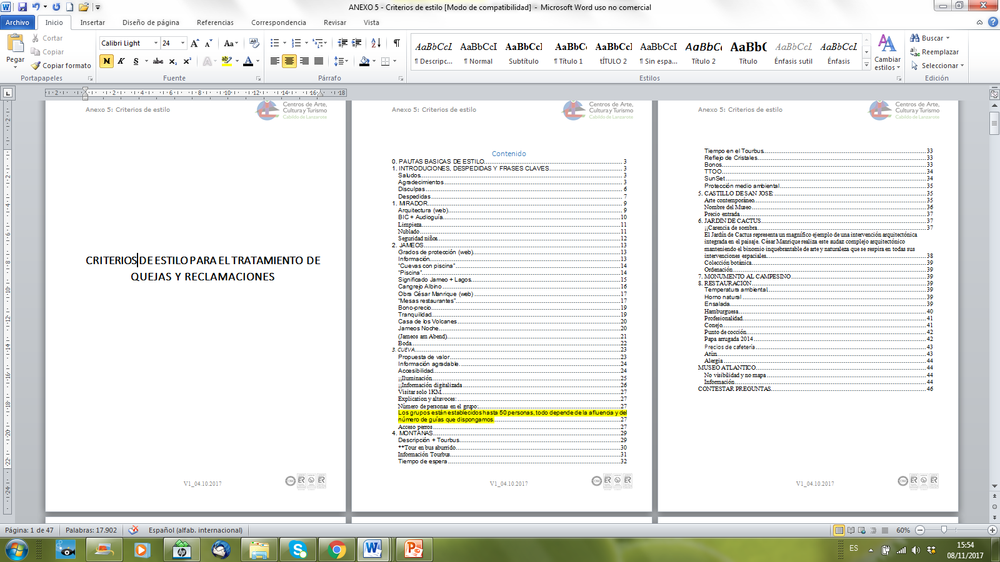 ANEXO 5 - Criterios de estilo [Modo de compatibilidad] - Microsoft Word uso no comercial
Archivo Inicio Insertar Diseño de página Referencias Correspondencia Revisar Vista
Pegar
Cortar
Copiar
Copiar formato
Portapapeles
Calibri Light 24
N K S abc x₂ x² A ab A
Fuente
Párrafo
AaBbCcL AaBbCcI AaBbCcl AaBbCc AaBbCcI AaBbCcI AaBbCc AaBbC AaBbCcL AaBbCcL
¶ Descripc... ¶ Normal Subtítulo ¶ Título 1 tÍTULO 2 ¶ Sin espa... Título 2 Título Énfasis sutil Énfasis
Estilos
Cambiar estilos
Buscar
Reemplazar
Seleccionar
Edición
Anexo 5: Criterios de estilo
Centros de Arte,
Cultura y Turismo
Cabildo de Lanzarote
CRITERIOS DE ESTILO PARA EL TRATAMIENTO DE
QUEJAS Y RECLAMACIONES
V1_04.10.2017
Anexo 5: Criterios de estilo
Centros de Arte,
Cultura y Turismo
Cabildo de Lanzarote
Contenido
0. PAUTAS BASICAS DE ESTILO 3
1. INTRODUCIONES, DESPEDIDAS Y FRASES CLAVES 3
Saludos 3
Agradecimientos 3
Disculpas 6
Despedidas 7
1. MIRADOR 9
Arquitectura (web) 9
BIC + Audioguía 10
Limpieza 11
Nublado 11
Seguridad niños 12
2. JAMEOS 13
Grados de protección (web) 13
Información 13
“Cuevas con piscina” 14
“Piscina” 14
Significado Jameo + Lagos 15
Cangrejo Albino 16
Obra César Manrique (web) 17
“Mesas restaurantes” 17
Bono-precio 19
Tranquilidad 19
Casa de los Volcanes 20
Jameos Noche 20
(Jameos am Abend) 21
Boda 22
3. CUEVA 23
Propuesta de valor 23
Información agradable 24
Accesibilidad 24
¡¡Iluminación 25
¡¡Información digitalizada 26
Visitar solo 1KM 27
Explication y altavoces: 27
Número de personas en el grupo: 27
Los grupos están establecidos hasta 50 personas, todo depende de la afluencia y del
número de guías que dispongamos. 27
Acceso perros 27
4. MONTAÑAS 29
Descripción + Tourbus 29
**Tour en bus aburrido 30
Información Tourbus 31
Tiempo de espera 32
V1_04.10.2017
Anexo 5: Criterios de estilo
Centros de Arte,
Cultura y Turismo
Cabildo de Lanzarote
Tiempo en el Tourbus 33
Reflejo de Cristales 33
Bonos 33
TTOO 34
SunSet 34
Protección medio ambiental 35
5. CASTILLO DE SAN JOSE: 35
Arte contemporáneo 35
Nombre del Museo 36
Precio entrada 37
6. JARDÍN DE CACTUS 37
¡¡Carencia de sombra 37
El Jardín de Cactus representa un magnífico ejemplo de una intervención arquitectónica
integrada en el paisaje. César Manrique realiza este audaz complejo arquitectónico
manteniendo el binomio inquebrantable de arte y naturaleza que se respira en todas sus
intervenciones espaciales. 38
Colección botánica 39
Ordenación 39
7. MONUMENTO AL CAMPESINO 39
8. RESTAURACIÓN 39
Temperatura ambiental 39
Horno natural 39
Ensalada 39
Hamburguesa 40
Profesionalidad 41
Conejo 41
Punto de cocción 42
Papa arrugada 2014 42
Precios de cafetería 43
Atún 43
Alergia 44
MUSEO ATLANTICO 44
No visibilidad y no mapa 44
Información 44
CONTESTAR PREGUNTAS 46
V1_04.10.2017
Página: 1 de 47 Palabras: 17.902 Español (alfab. internacional) 60%
ES 15:54
08/11/2017